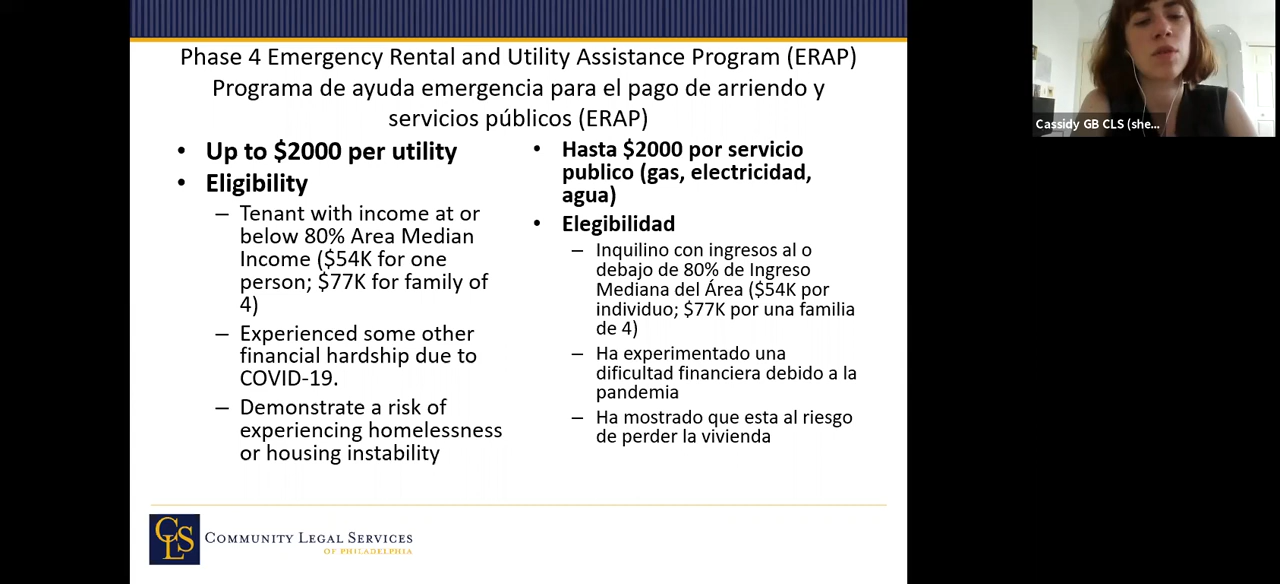 Phase 4 Emergency Rental and Utility Assistance Program (ERAP)
Programa de ayuda emergencia para el pago de arriendo y
servicios públicos (ERAP)
• Up to $2000 per utility
• Eligibility
– Tenant with income at or
below 80% Area Median
Income ($54K for one
person; $77K for family of
4)
– Experienced some other
financial hardship due to
COVID-19.
– Demonstrate a risk of
experiencing homelessness
or housing instability
• Hasta $2000 por servicio
publico (gas, electricidad,
agua)
• Elegibilidad
– Inquilino con ingresos al o
debajo de 80% de Ingreso
Mediana del Área ($54K por
individuo; $77K por una familia
de 4)
– Ha experimentado una
dificultad financiera debido a la
pandemia
– Ha mostrado que esta al riesgo
de perder la vivienda
CLS
COMMUNITY LEGAL SERVICES
OF PHILADELPHIA
Cassidy GB CLS (she...